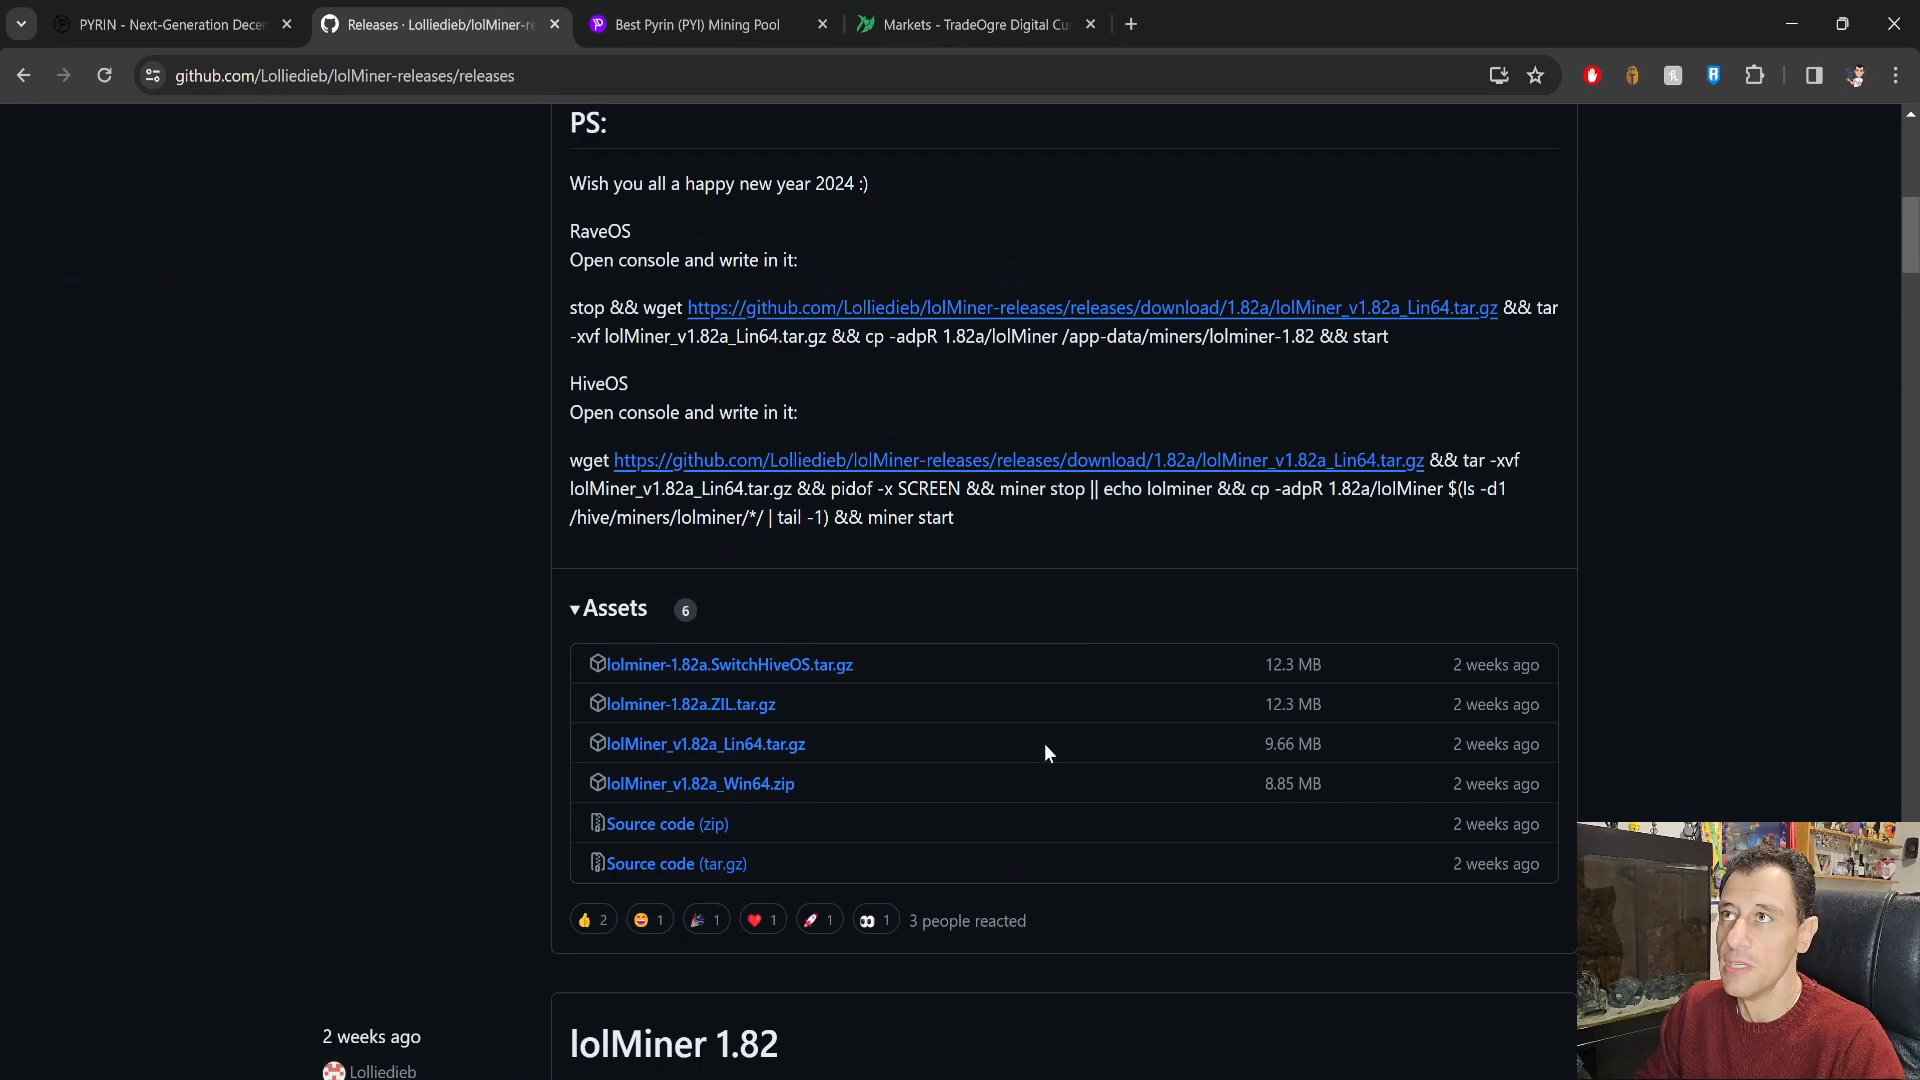 PYRIN - Next-Generation Decen
Releases · Lolliedieb/lolMiner-re
Best Pyrin (PYI) Mining Pool
Markets - TradeOgre Digital Cu
github.com/Lolliedieb/lolMiner-releases/releases
PS:
Wish you all a happy new year 2024 :)
RaveOS
Open console and write in it:
stop && wget https://github.com/Lolliedieb/lolMiner-releases/releases/download/1.82a/lolMiner_v1.82a_Lin64.tar.gz && tar
-xvf lolMiner_v1.82a_Lin64.tar.gz && cp -adpR 1.82a/lolMiner /app-data/miners/lolminer-1.82 && start
HiveOS
Open console and write in it:
wget https://github.com/Lolliedieb/lolMiner-releases/releases/download/1.82a/lolMiner_v1.82a_Lin64.tar.gz && tar -xvf
lolMiner_v1.82a_Lin64.tar.gz && pidof -x SCREEN && miner stop || echo lolminer && cp -adpR 1.82a/lolMiner $(ls -d1
/hive/miners/lolminer/*/ | tail -1) && miner start
Assets 6
lolminer-1.82a.SwitchHiveOS.tar.gz 12.3 MB 2 weeks ago
lolminer-1.82a.ZIL.tar.gz 12.3 MB 2 weeks ago
lolMiner_v1.82a_Lin64.tar.gz 9.66 MB 2 weeks ago
lolMiner_v1.82a_Win64.zip 8.85 MB 2 weeks ago
Source code (zip) 2 weeks ago
Source code (tar.gz) 2 weeks ago
👍 2 😄 1 🎉 1 ❤️ 1 🚀 1 👀 1 3 people reacted
2 weeks ago
Lolliedieb
lolMiner 1.82